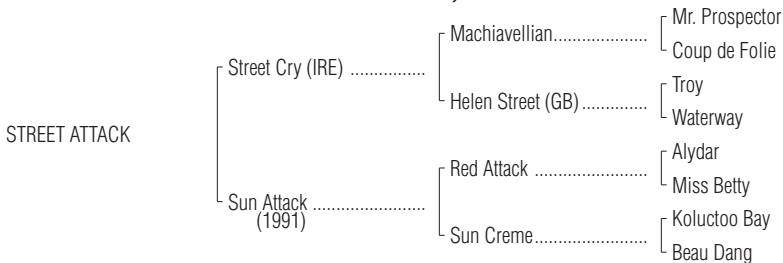 Mr. Prospector
Machiavellian
Coup de Folie
Street Cry (IRE)
Troy
Helen Street (GB)
Waterway
STREET ATTACK
Alydar
Red Attack
Miss Betty
Sun Attack
(1991)
Koluctoo Bay
Sun Creme
Beau Dang